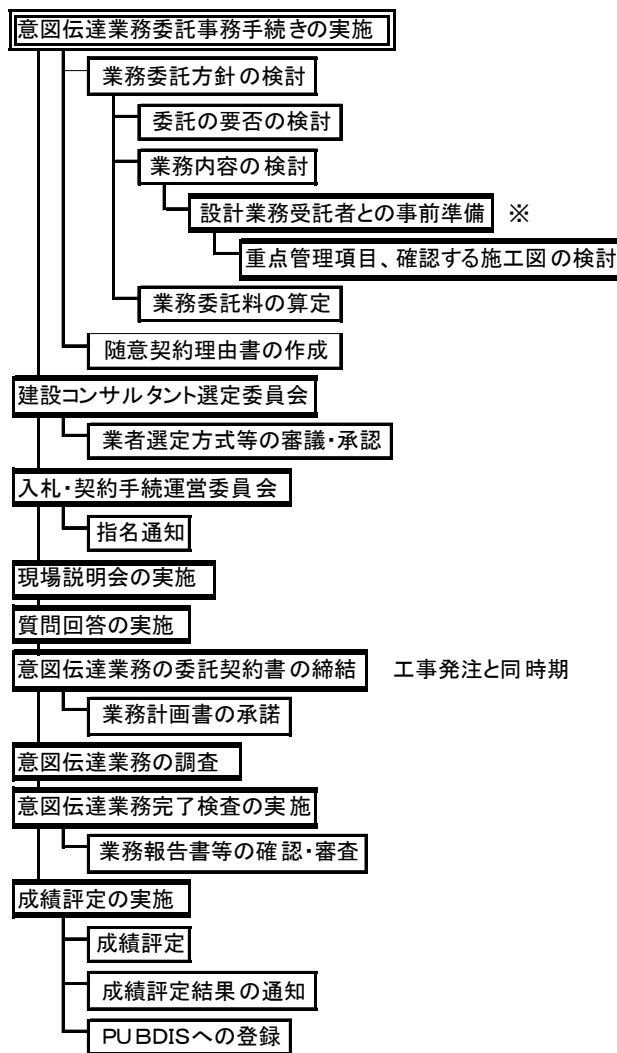 意図伝達業務委託事務手続きの実施
業務委託方針の検討
委託の要否の検討
業務内容の検討
設計業務受託者との事前準備 ※
重点管理項目、確認する施工図の検討
業務委託料の算定
随意契約理由書の作成
建設コンサルタント選定委員会
業者選定方式等の審議・承認
入札・契約手続運営委員会
指名通知
現場説明会の実施
質問回答の実施
意図伝達業務の委託契約書の締結 工事発注と同時期
業務計画書の承諾
意図伝達業務の調査
意図伝達業務完了検査の実施
業務報告書等の確認・審査
成績評定の実施
成績評定
成績評定結果の通知
PUBDISへの登録